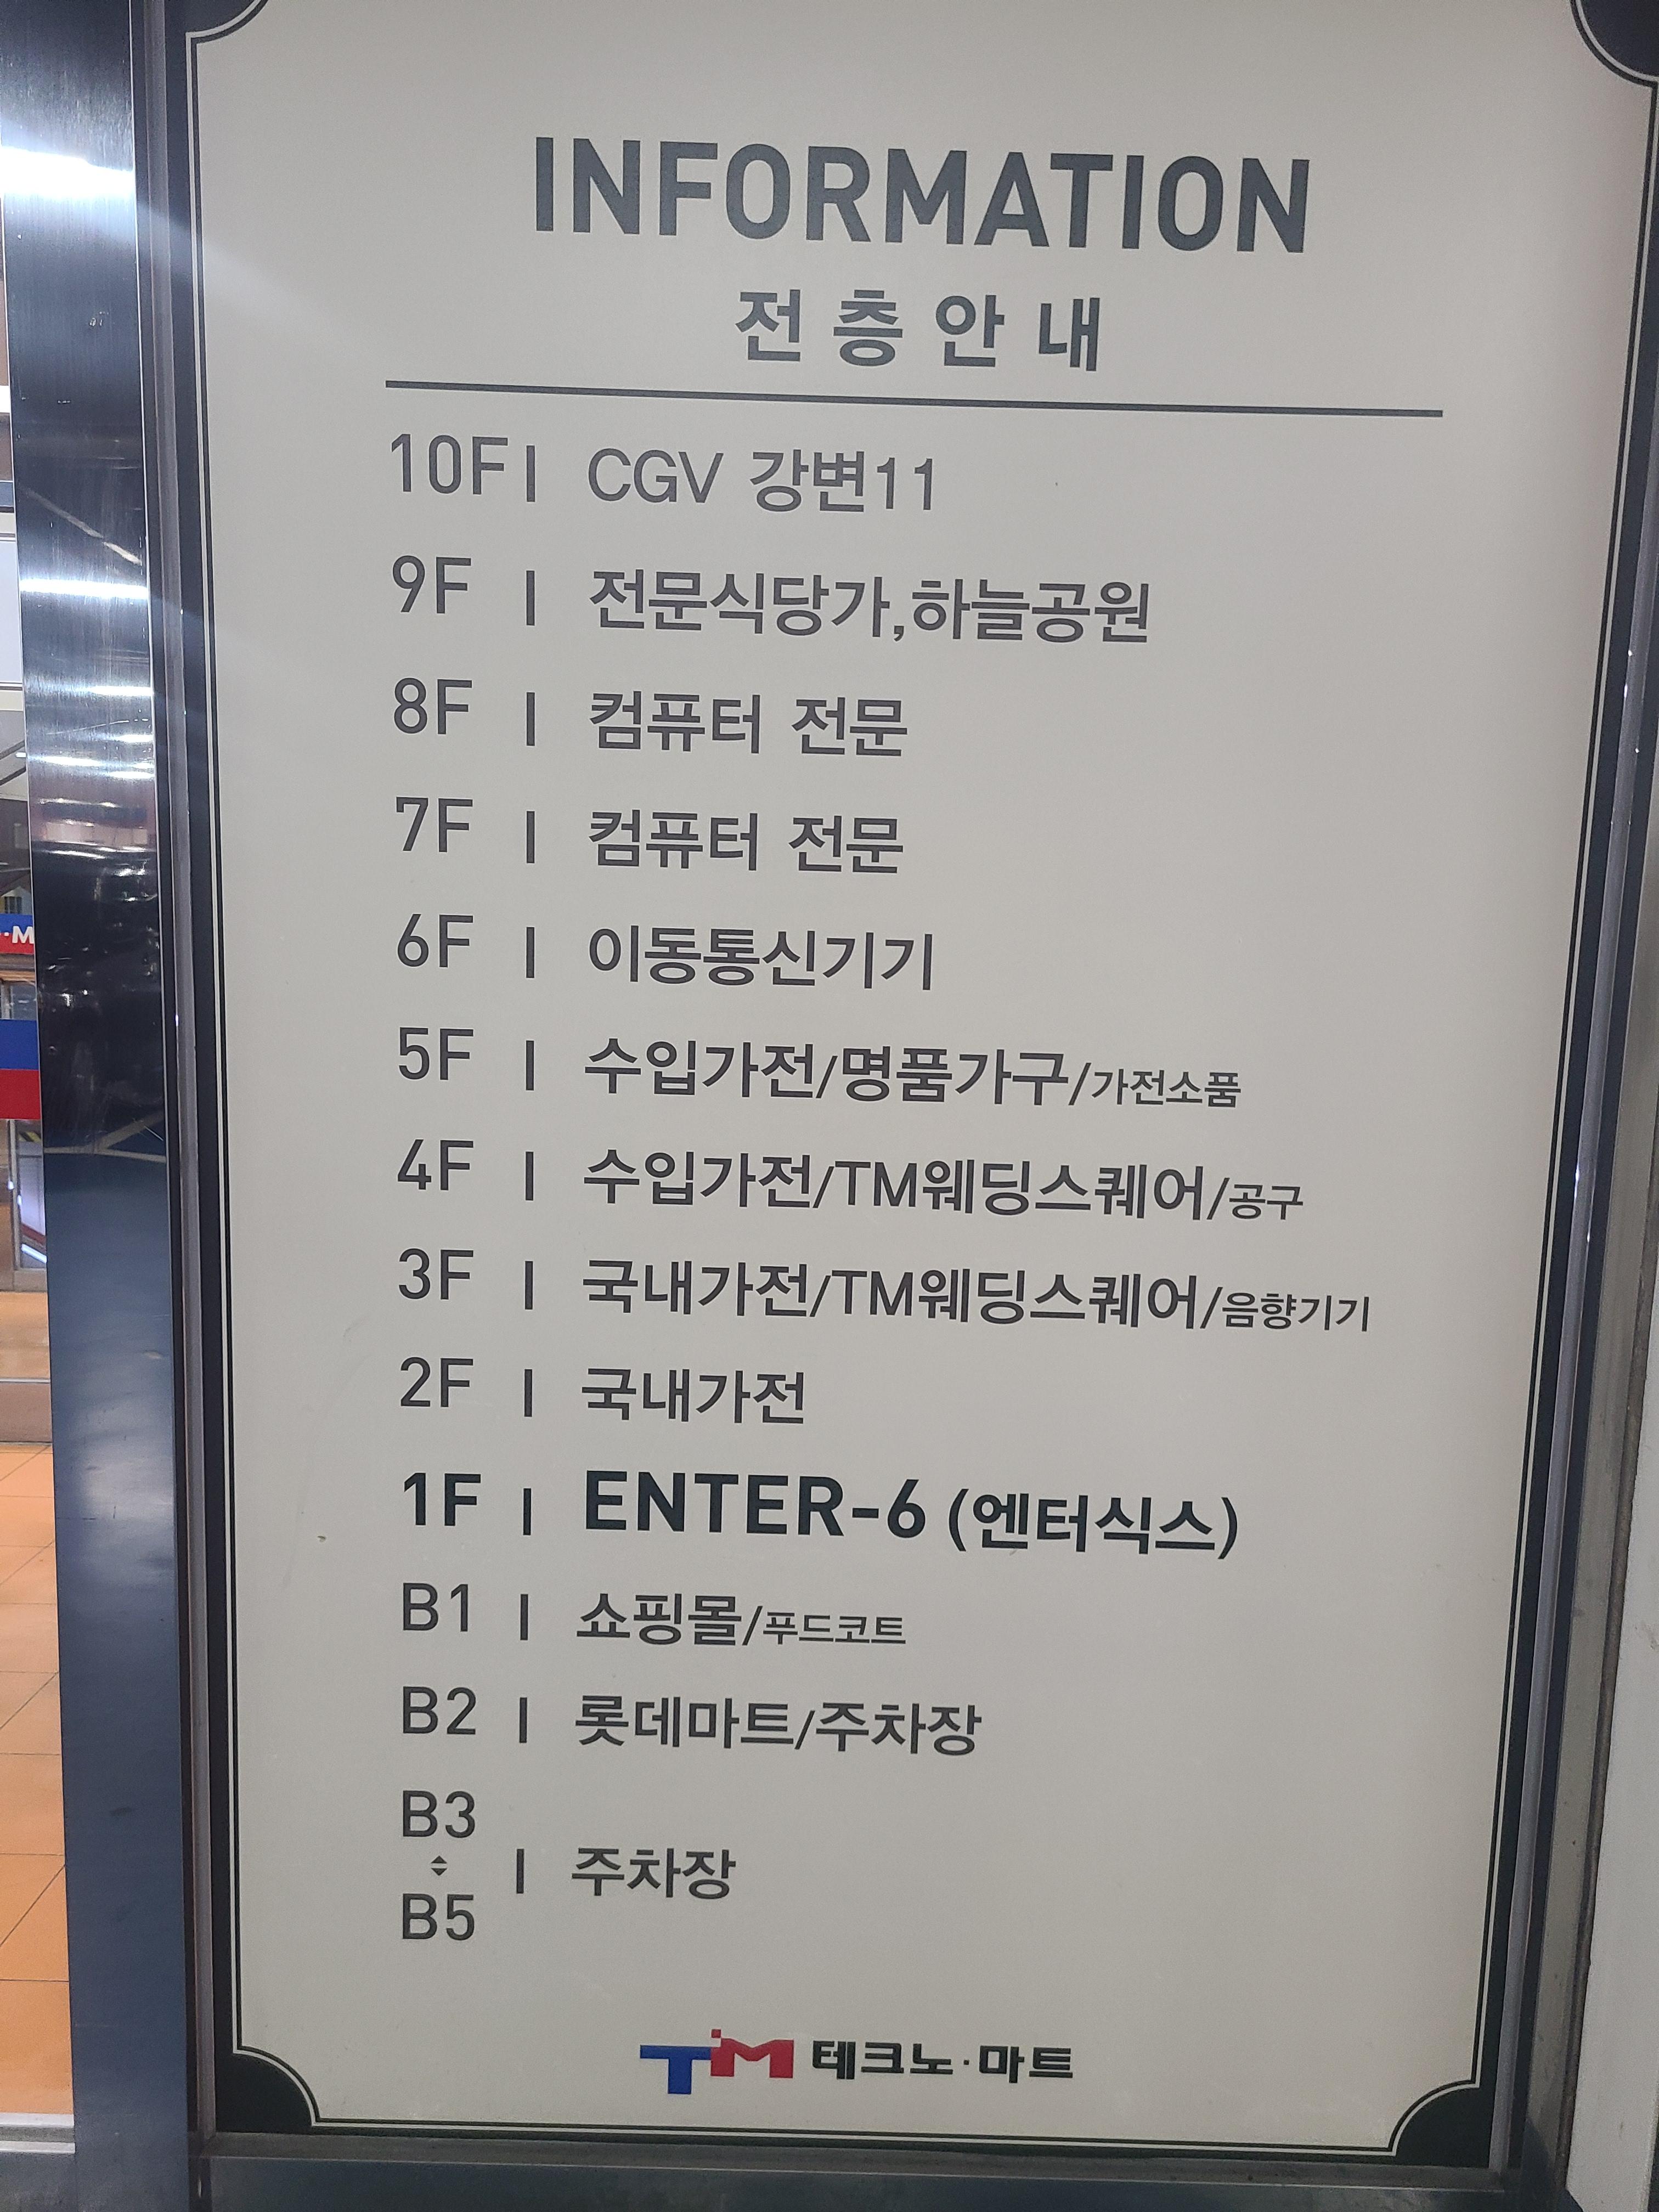 INFORMATION
전층안내
10F | CGV 강변11
9F | 전문식당가,하늘공원
8F | 컴퓨터 전문
7F | 컴퓨터 전문
6F | 이동통신기기
5F | 수입가전/명품가구/가전소품
4F | 수입가전/TM웨딩스퀘어/공구
3F | 국내가전/TM웨딩스퀘어/음향기기
2F | 국내가전
1F | ENTER-6 (엔터식스)
B1 | 쇼핑몰/푸드코트
B2 | 롯데마트/주차장
B3
| 주차장
B5
TM 테크노·마트